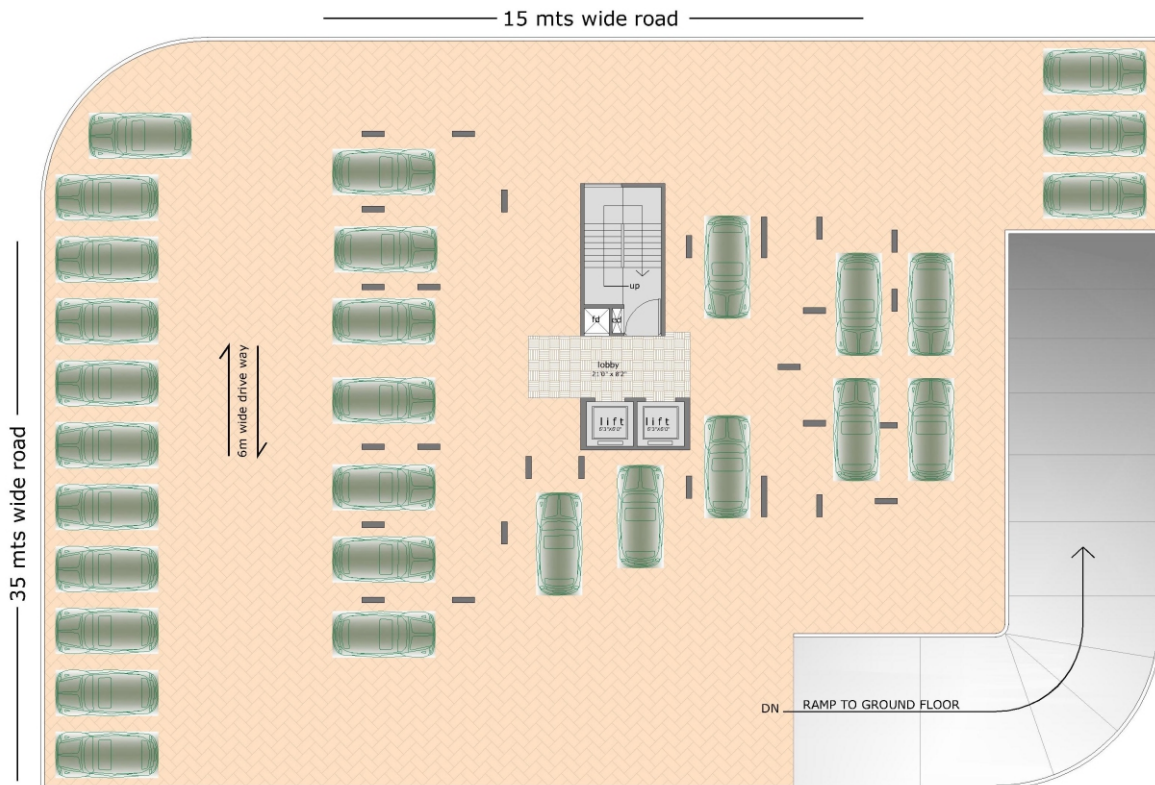 15 mts wide road
35 mts wide road
6m wide drive way
up
fd
lobby
lift
lift
DN RAMP TO GROUND FLOOR